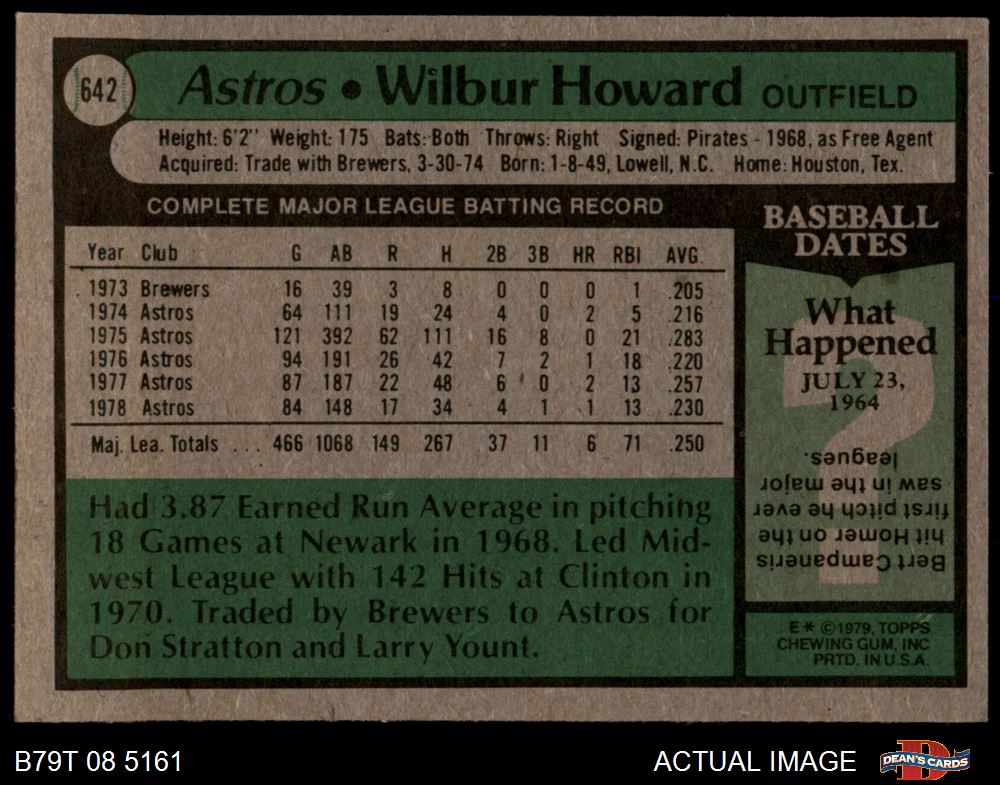 642
Astros • Wilbur Howard OUTFIELD
Height: 6'2" Weight: 175 Bats: Both Throws: Right Signed: Pirates - 1968, as Free Agent
Acquired: Trade with Brewers, 3-30-74 Born: 1-8-49, Lowell, N.C. Home: Houston, Tex.
COMPLETE MAJOR LEAGUE BATTING RECORD
Year Club G AB R H 2B 3B HR RBI AVG.
1973 Brewers 16 39 3 8 0 0 0 1 .205
1974 Astros 64 111 19 24 4 0 2 5 .216
1975 Astros 121 392 62 111 16 8 0 21 .283
1976 Astros 94 191 26 42 7 2 1 18 .220
1977 Astros 87 187 22 48 6 0 2 13 .257
1978 Astros 84 148 17 34 4 1 1 13 .230
Maj. Lea. Totals ... 466 1068 149 267 37 11 6 71 .250
Had 3.87 Earned Run Average in pitching
18 Games at Newark in 1968. Led Mid-
west League with 142 Hits at Clinton in
1970. Traded by Brewers to Astros for
Don Stratton and Larry Yount.
BASEBALL
DATES
What
Happened
JULY 23,
1964
?
Bert Campaneris
hit Homer on the
first pitch he ever
saw in the major
leagues.
E* ©1979, TOPPS
CHEWING GUM, INC
PRTD. IN U.S.A.
B79T 08 5161
ACTUAL IMAGE
D
DEAN'S CARDS